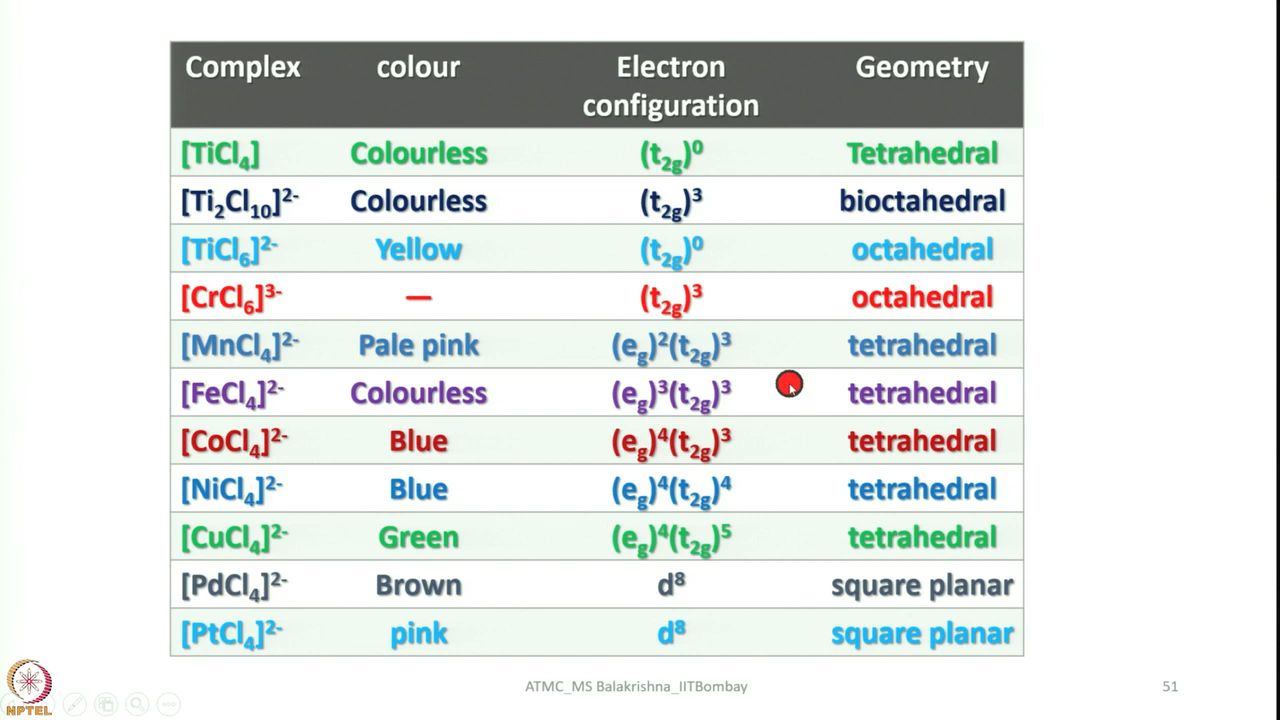 Complex colour Electron configuration Geometry
[TiCl₄] Colourless (t₂g)⁰ Tetrahedral
[Ti₂Cl₁₀]²⁻ Colourless (t₂g)³ bioctahedral
[TiCl₆]²⁻ Yellow (t₂g)⁰ octahedral
[CrCl₆]³⁻ — (t₂g)³ octahedral
[MnCl₄]²⁻ Pale pink (eg)²(t₂g)³ tetrahedral
[FeCl₄]²⁻ Colourless (eg)³(t₂g)³ tetrahedral
[CoCl₄]²⁻ Blue (eg)⁴(t₂g)³ tetrahedral
[NiCl₄]²⁻ Blue (eg)⁴(t₂g)⁴ tetrahedral
[CuCl₄]²⁻ Green (eg)⁴(t₂g)⁵ tetrahedral
[PdCl₄]²⁻ Brown d⁸ square planar
[PtCl₄]²⁻ pink d⁸ square planar
ATMC_MS Balakrishna_IITBombay 51
NPTEL